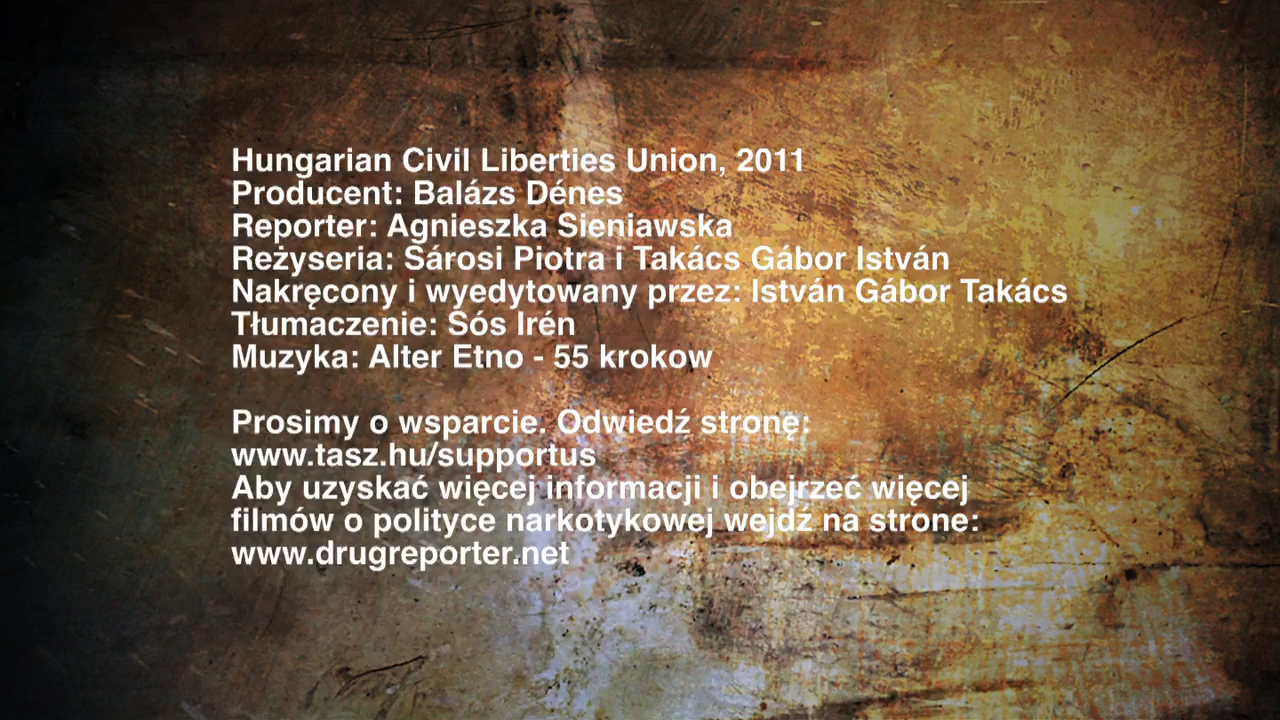 Hungarian Civil Liberties Union, 2011
Producent: Balázs Dénes
Reporter: Agnieszka Sieniawska
Reżyseria: Sárosi Piotra i Takács Gábor István
Nakręcony i wyedytowany przez: István Gábor Takács
Tłumaczenie: Sós Irén
Muzyka: Alter Etno - 55 krokow
Prosimy o wsparcie. Odwiedź stronę:
www.tasz.hu/supportus
Aby uzyskać więcej informacji i obejrzeć więcej
filmów o polityce narkotykowej wejdź na strone:
www.drugreporter.net